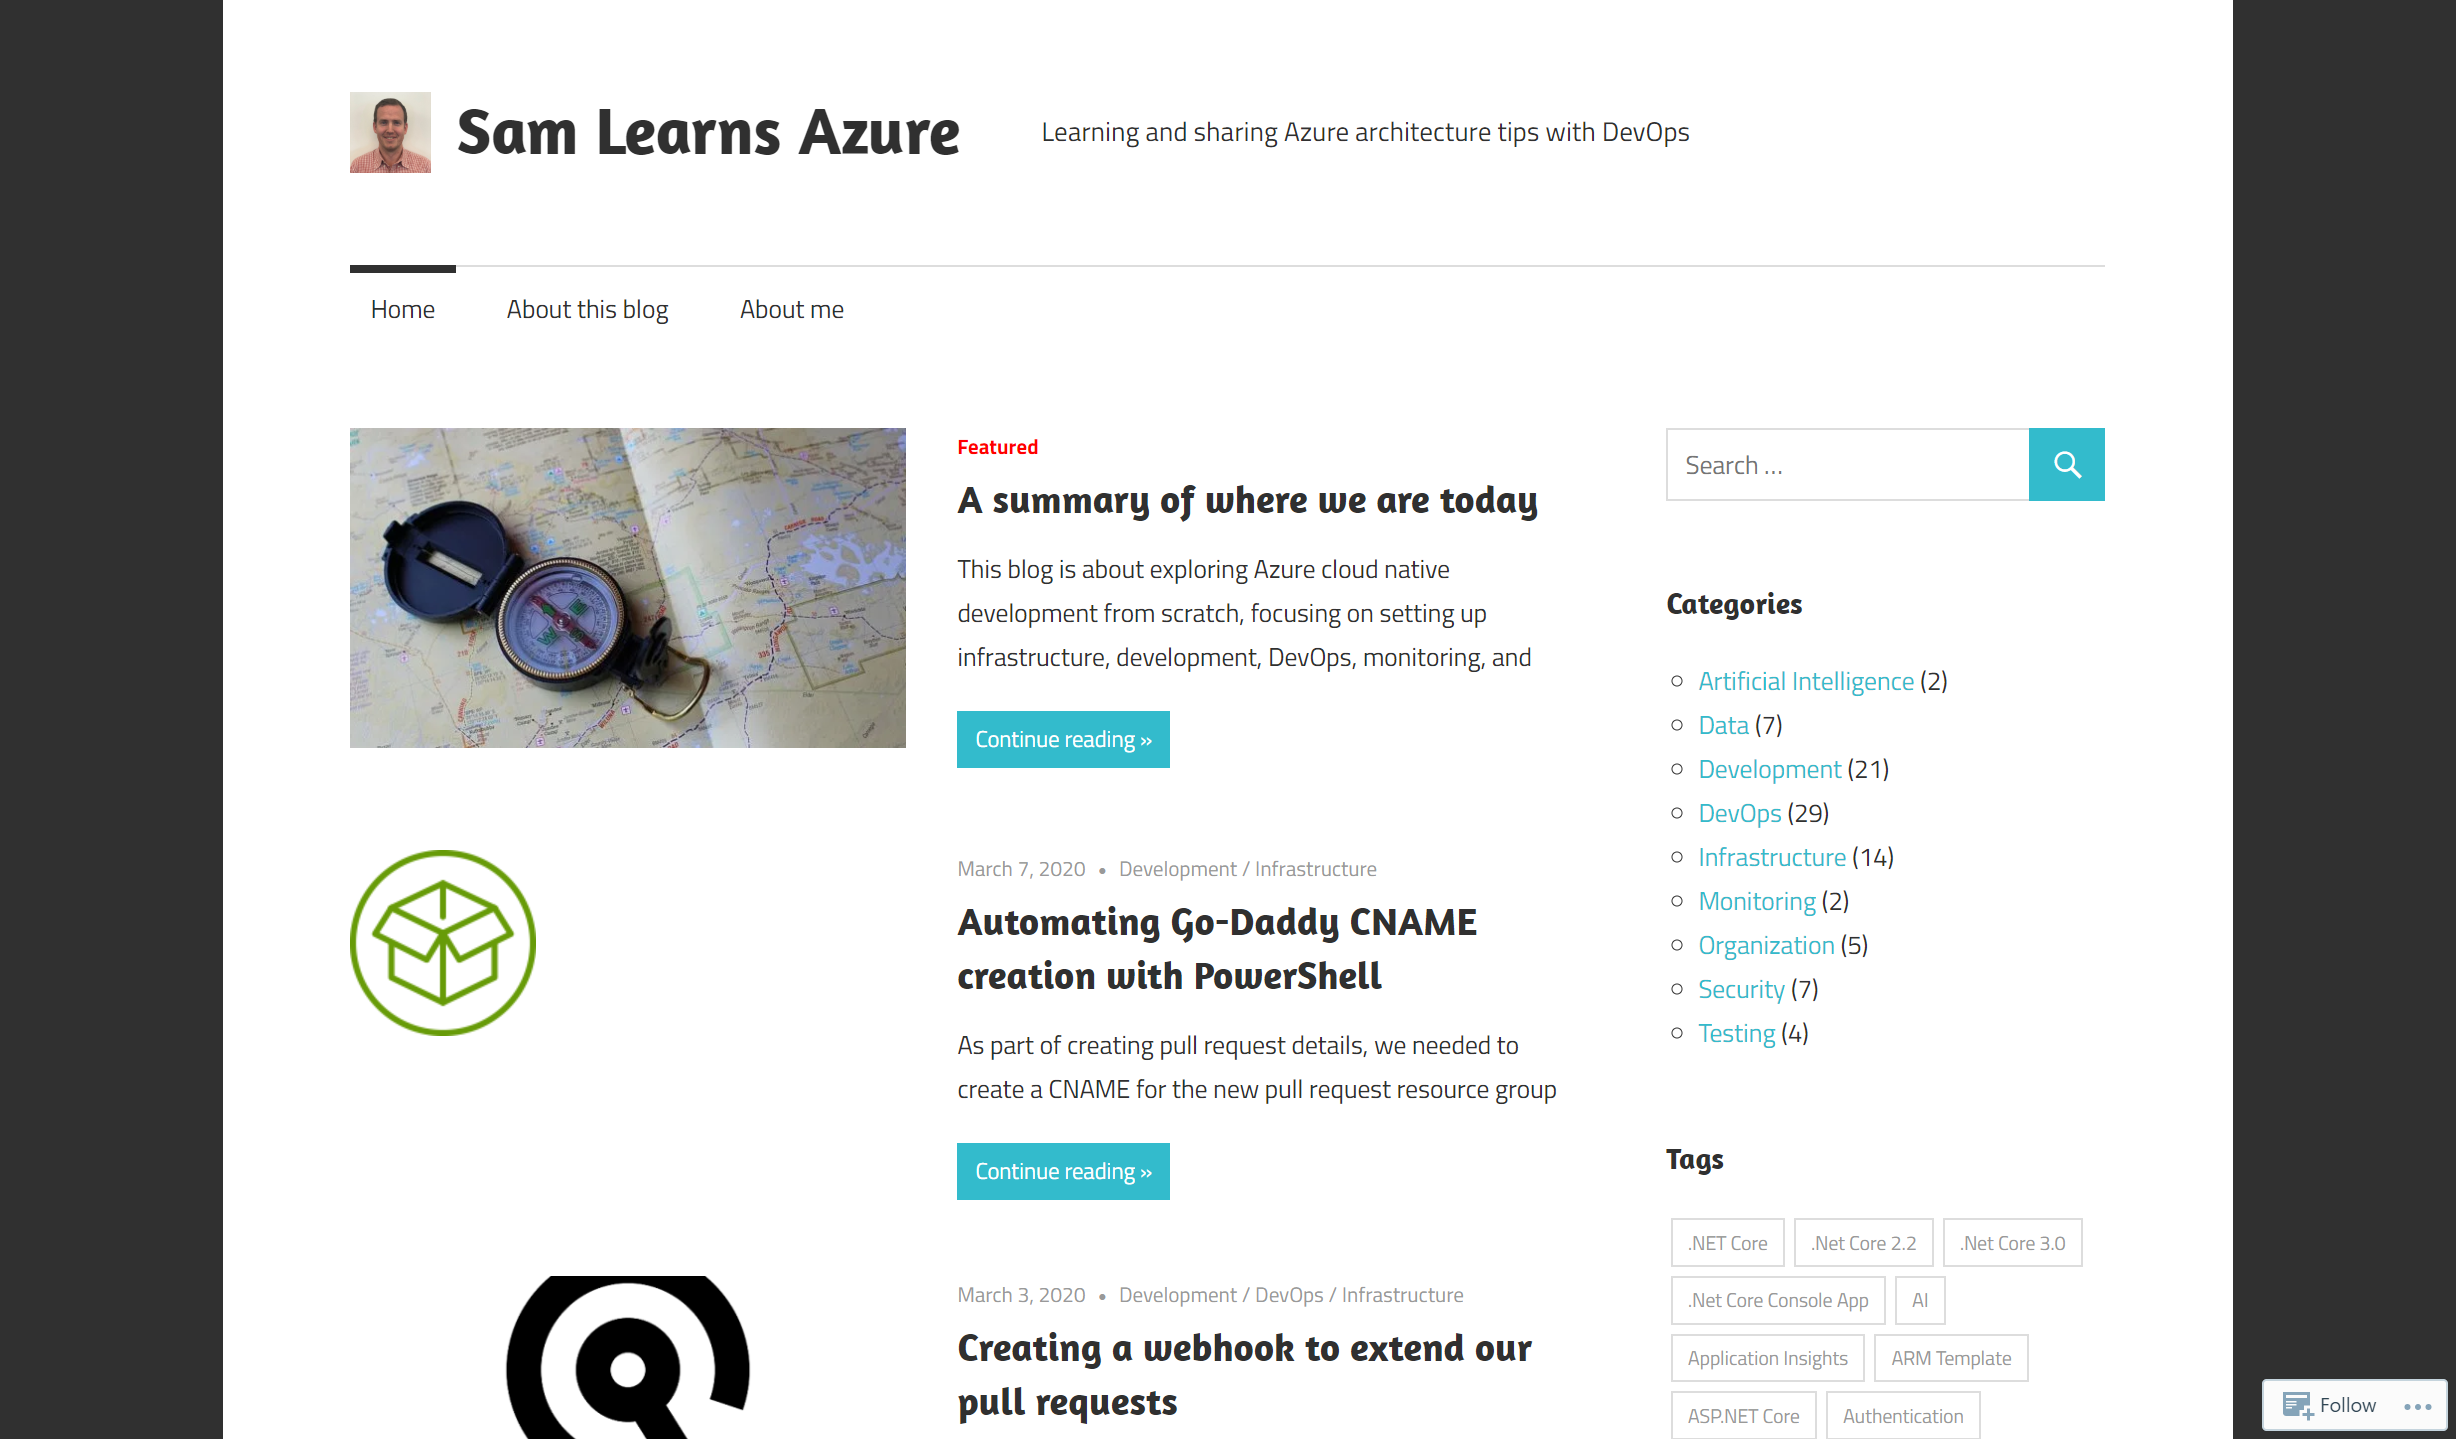 Sam Learns Azure
Learning and sharing Azure architecture tips with DevOps
Home
About this blog
About me
Featured
A summary of where we are today
This blog is about exploring Azure cloud native
development from scratch, focusing on setting up
infrastructure, development, DevOps, monitoring, and
Continue reading »
March 7, 2020 • Development / Infrastructure
Automating Go-Daddy CNAME
creation with PowerShell
As part of creating pull request details, we needed to
create a CNAME for the new pull request resource group
Continue reading »
March 3, 2020 • Development / DevOps / Infrastructure
Creating a webhook to extend our
pull requests
Search …
Categories
Artificial Intelligence (2)
Data (7)
Development (21)
DevOps (29)
Infrastructure (14)
Monitoring (2)
Organization (5)
Security (7)
Testing (4)
Tags
.NET Core
.Net Core 2.2
.Net Core 3.0
.Net Core Console App
AI
Application Insights
ARM Template
ASP.NET Core
Authentication
Follow